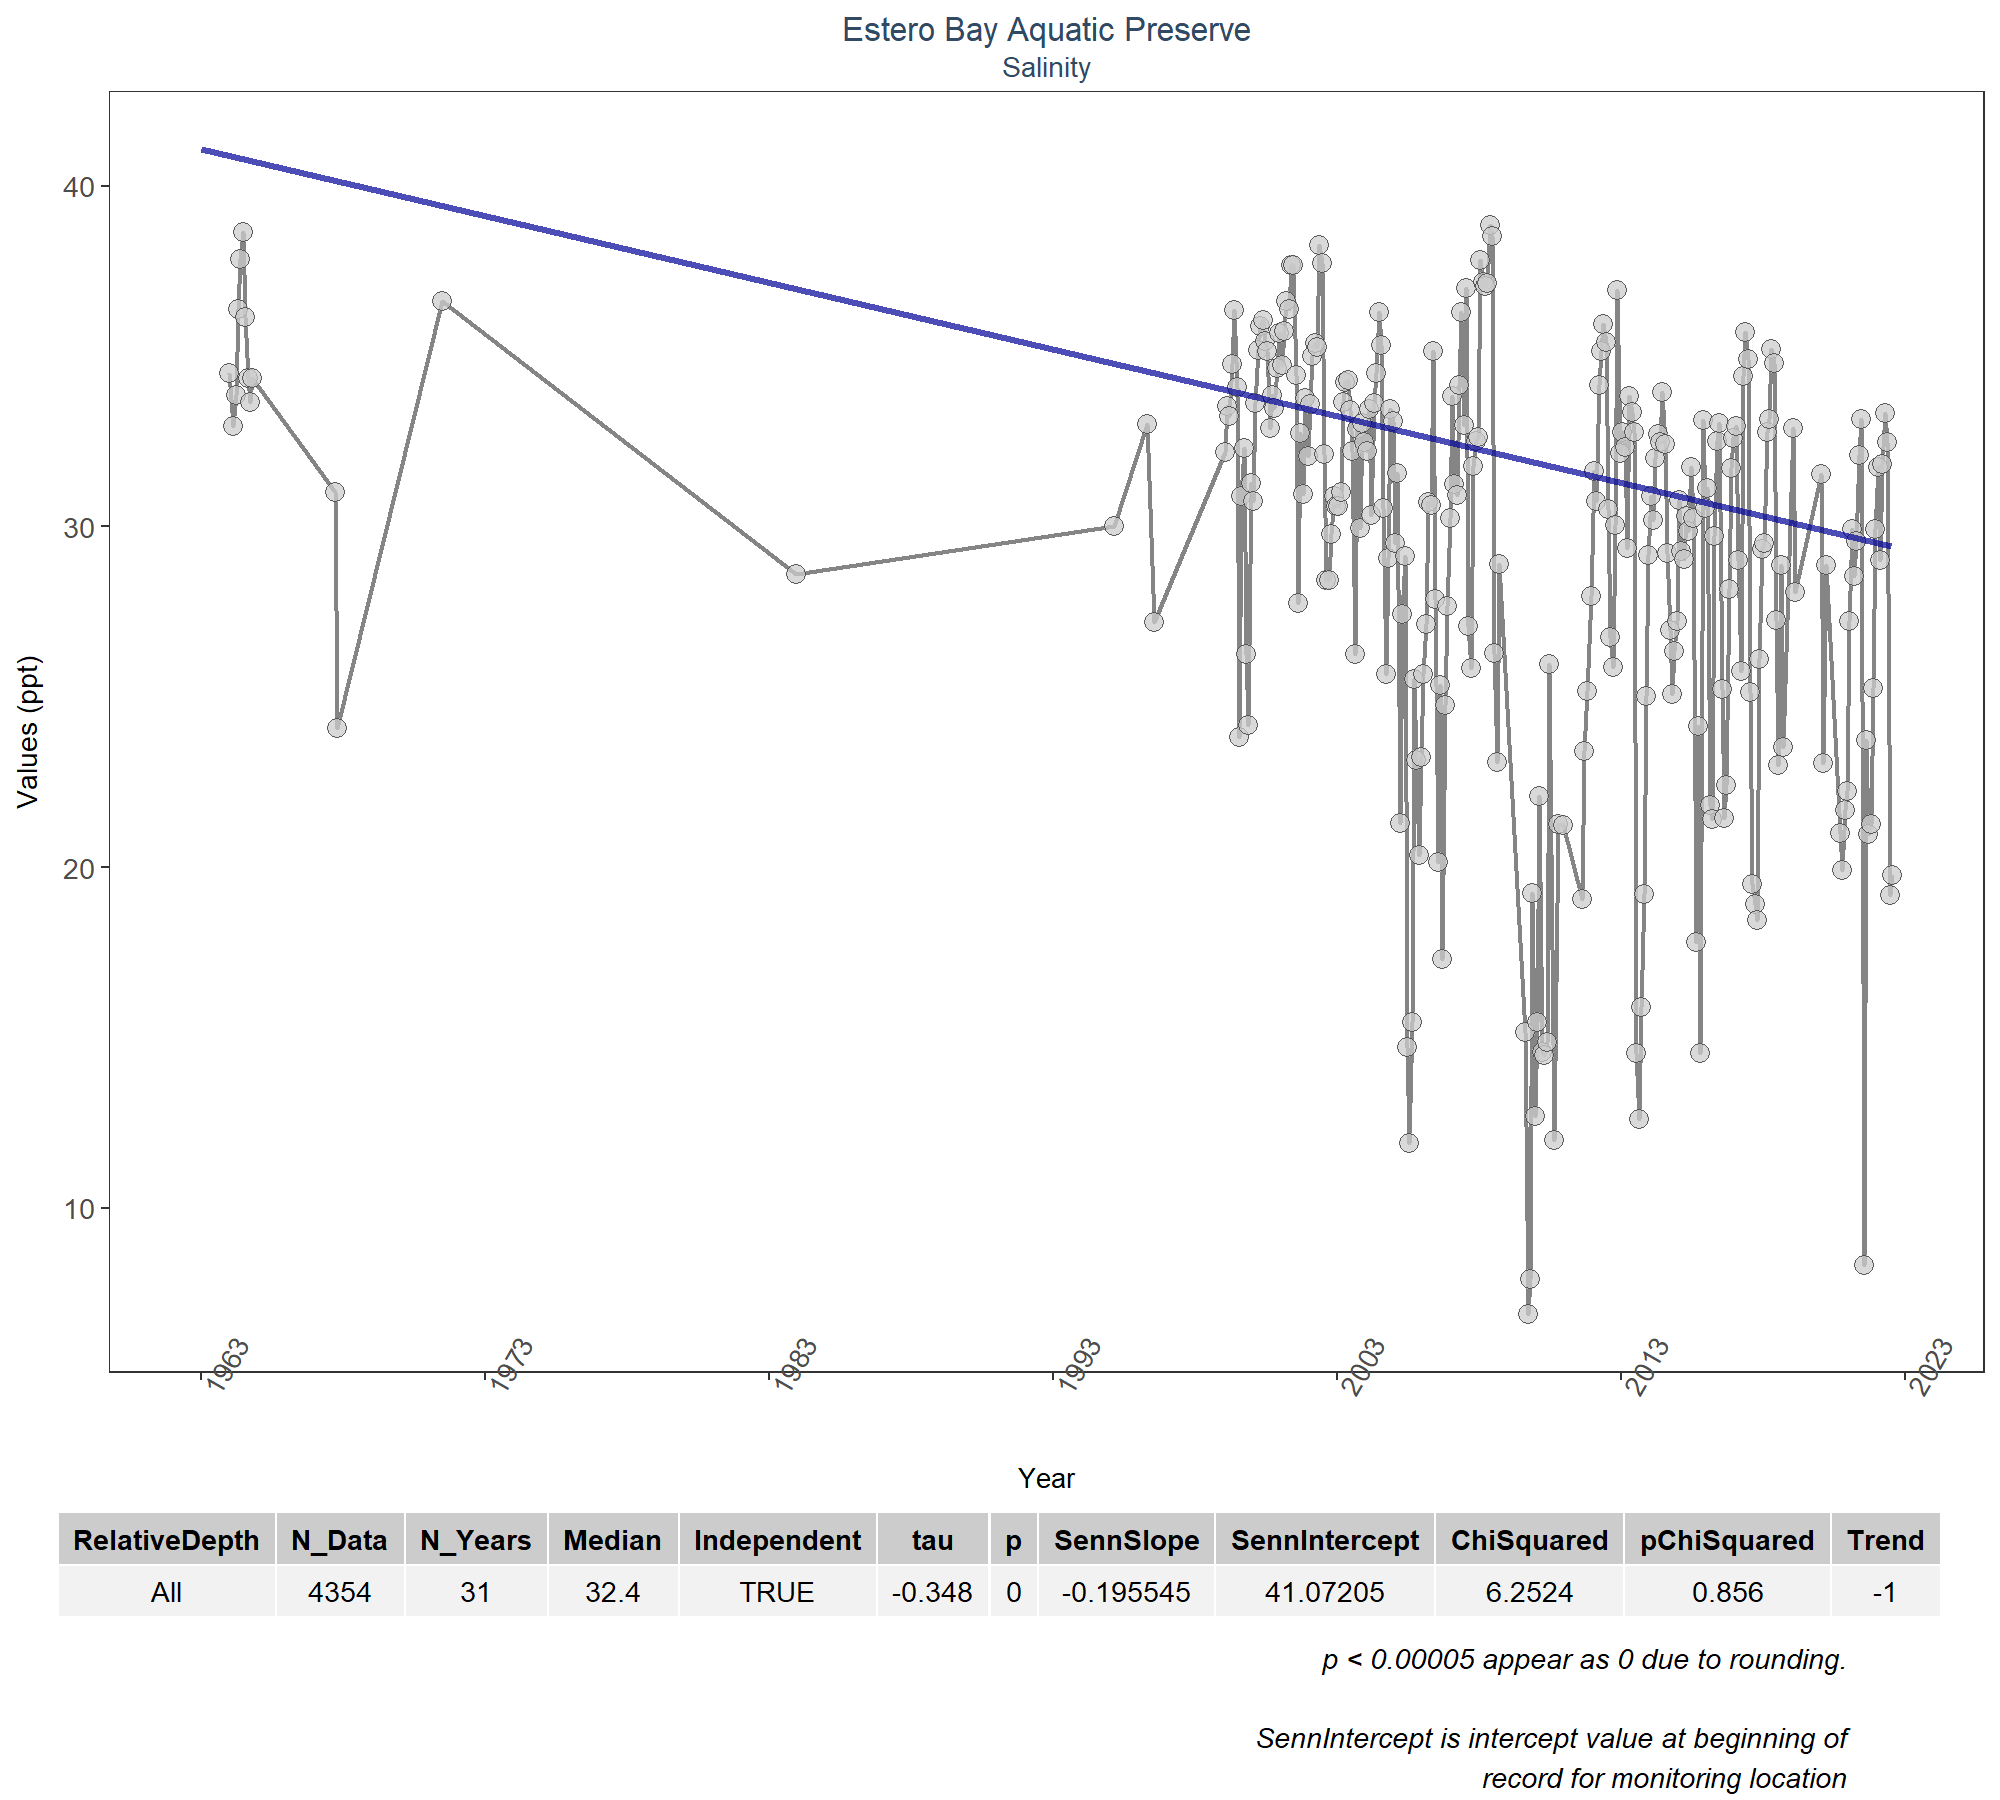 Estero Bay Aquatic Preserve
Salinity
40
30
20
10
Values (ppt)
1963 1973 1983 1993 2003 2013 2023
Year
RelativeDepth N_Data N_Years Median Independent tau p SennSlope SennIntercept ChiSquared pChiSquared Trend
All 4354 31 32.4 TRUE -0.348 0 -0.195545 41.07205 6.2524 0.856 -1
p < 0.00005 appear as 0 due to rounding.
SennIntercept is intercept value at beginning of
record for monitoring location